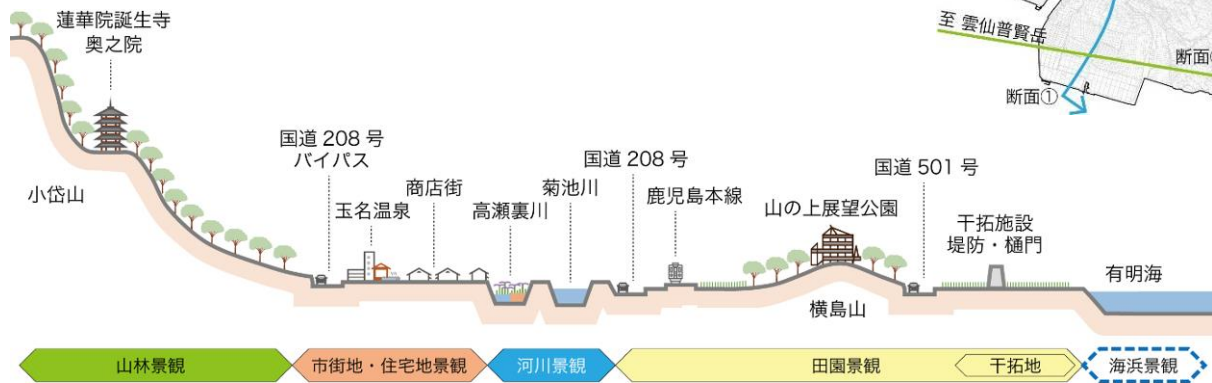 蓮華院誕生寺
奥之院
至 雲仙普賢岳
断面
断面①
国道 208 号
バイパス
国道 208 号
国道 501 号
小岱山
玉名温泉
商店街
高瀬裏川
菊池川
鹿児島本線
山の上展望公園
干拓施設
堤防・樋門
有明海
横島山
山林景観
市街地・住宅地景観
河川景観
田園景観
干拓地
海浜景観